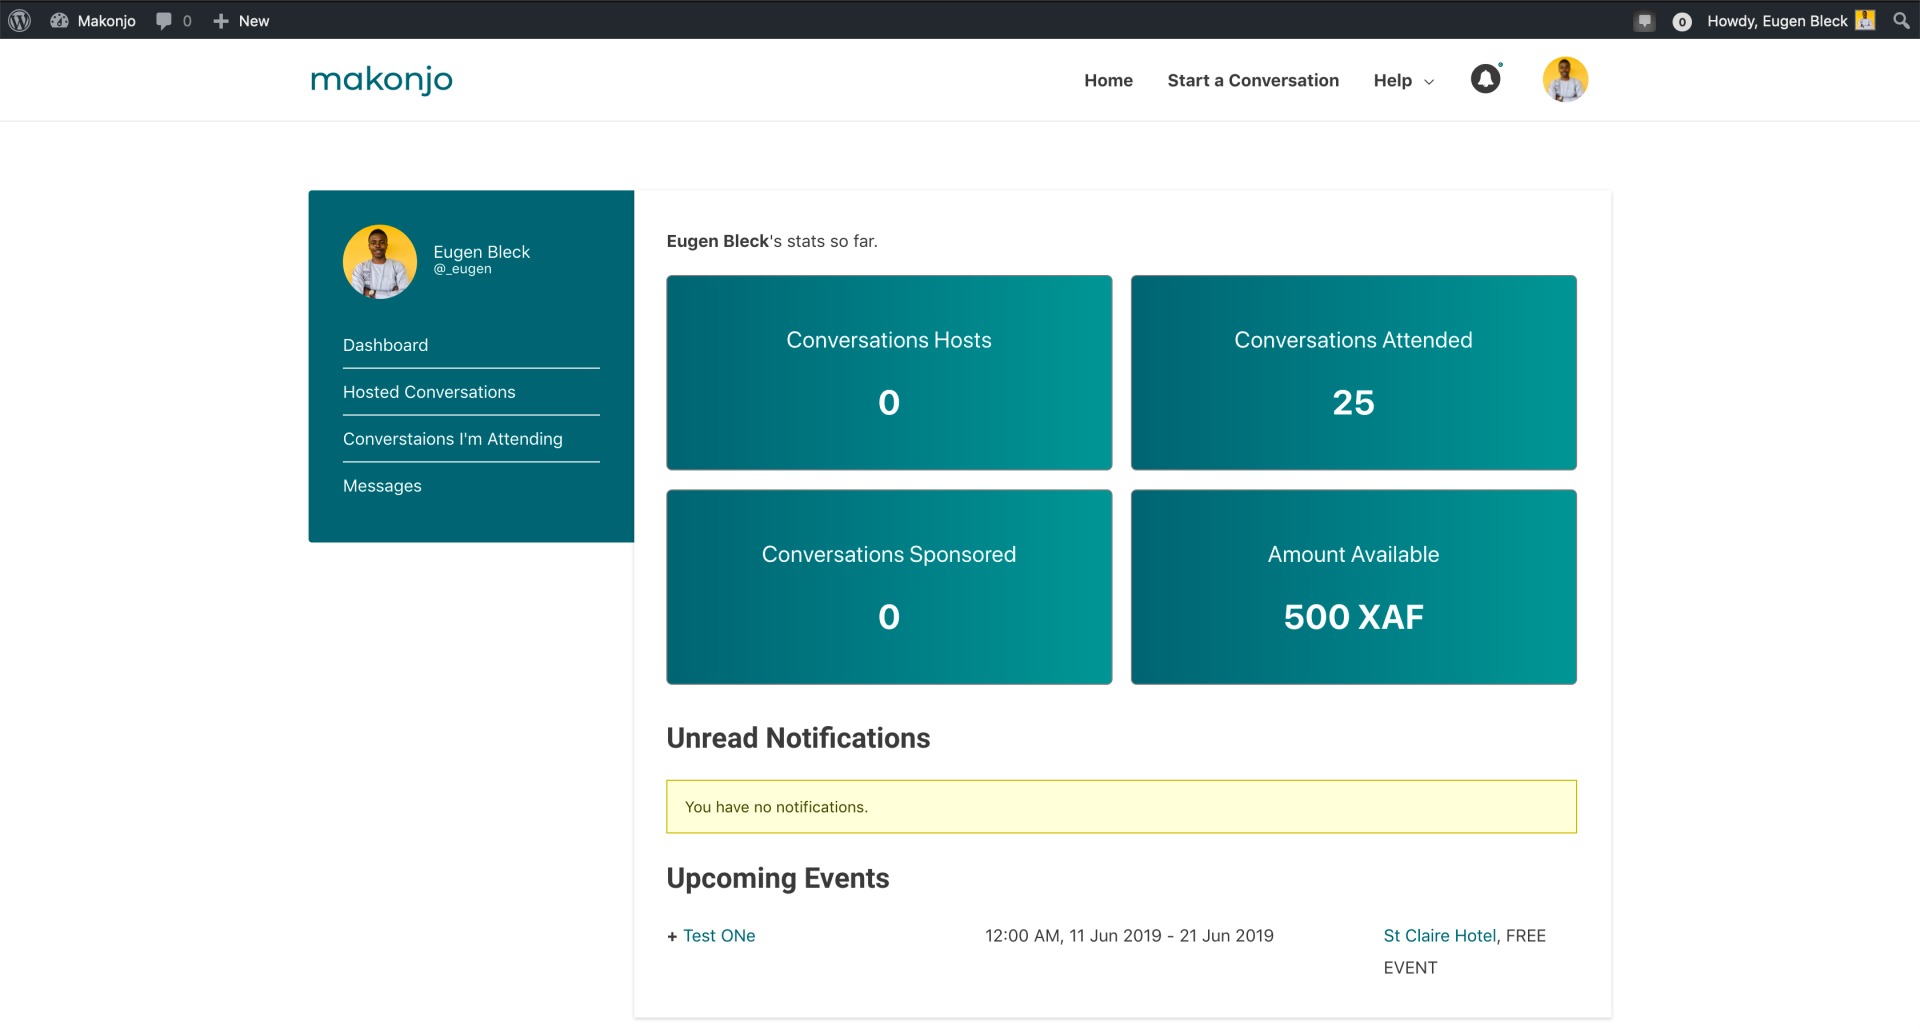 Makonjo 0 New 0 Howdy, Eugen Bleck
makonjo
Home Start a Conversation Help
Eugen Bleck
@_eugen
Dashboard
Hosted Conversations
Converstaions I'm Attending
Messages
Eugen Bleck's stats so far.
Conversations Hosts
0
Conversations Attended
25
Conversations Sponsored
0
Amount Available
500 XAF
Unread Notifications
You have no notifications.
Upcoming Events
+ Test ONe 12:00 AM, 11 Jun 2019 - 21 Jun 2019 St Claire Hotel, FREE
EVENT